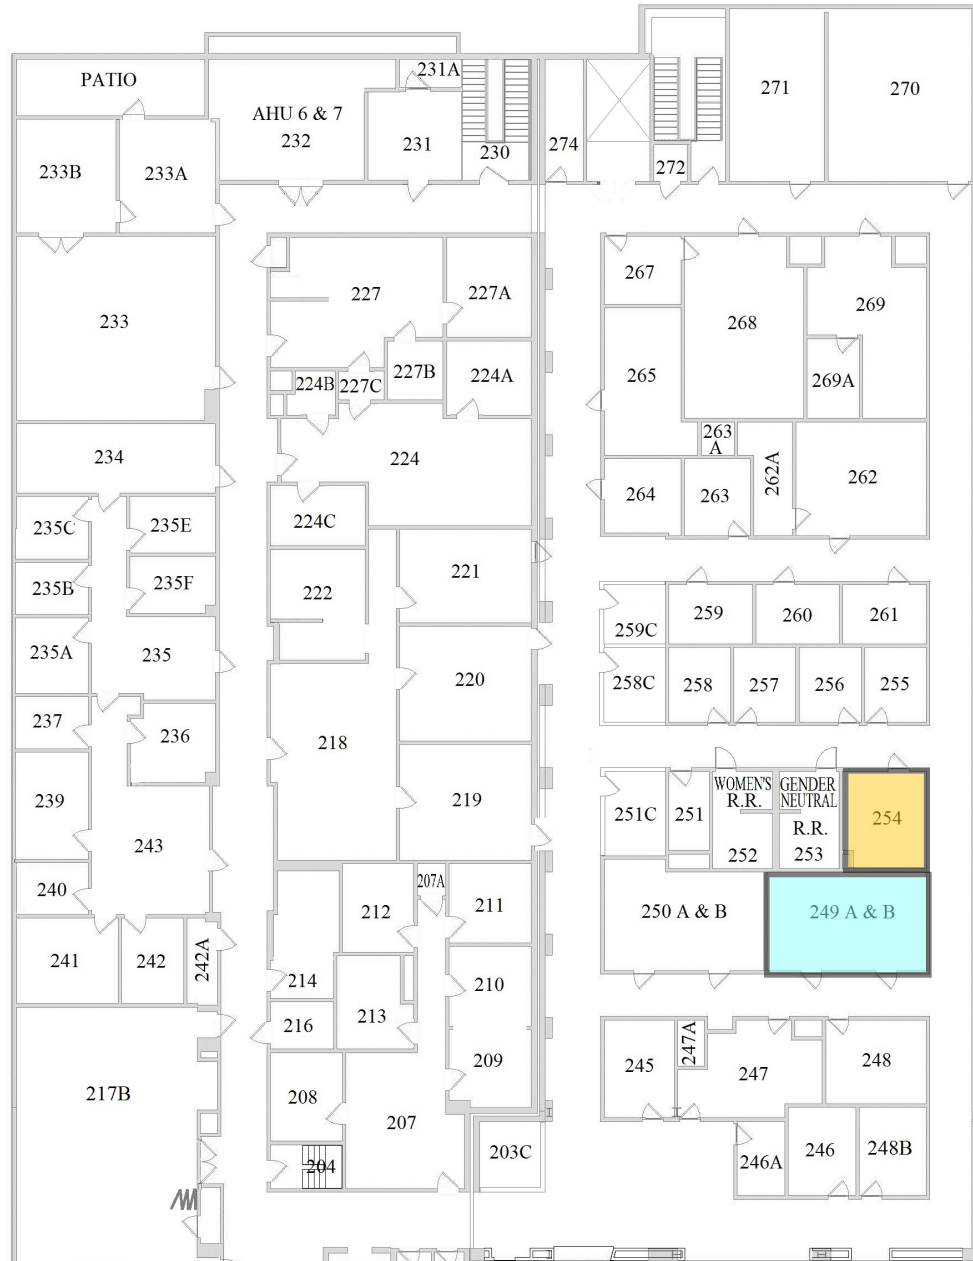 PATIO
231A
AHU 6 & 7
232
231
230
274
272
271
270
233B
233A
233
227
227A
267
268
269
265
269A
224B
227C
227B
224A
234
224
263
A
262A
262
264
263
235C
235E
224C
235B
235F
222
221
259C
259
260
261
235A
235
220
258C
258
257
256
255
237
236
218
239
243
219
251C
251
WOMEN'S
R.R.
252
GENDER
NEUTRAL
R.R.
253
254
240
207A
212
211
250 A & B
249 A & B
241
242
242A
214
210
213
216
209
245
247A
247
248
217B
208
207
204
203C
246A
246
248B